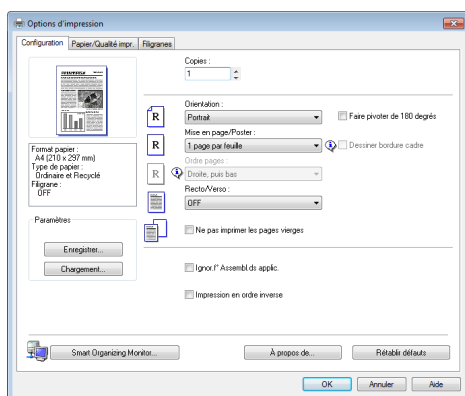 Options d'impression
Configuration
Papier/Qualité impr.
Filigranes
Format papier :
A4 (210 x 297 mm)
Type de papier :
Ordinaire et Recyclé
Filigrane :
OFF
Paramètres
Enregistrer...
Chargement...
Copies :
1
Orientation :
R
Portrait
Faire pivoter de 180 degrés
Mise en page/Poster :
R
1 page par feuille
Dessiner bordure cadre
Ordre pages :
R
Droite, puis bas
Recto/Verso :
OFF
Ne pas imprimer les pages vierges
Ignor.f° Assembl.ds applic.
Impression en ordre inverse
Smart Organizing Monitor...
À propos de...
Rétablir défauts
OK
Annuler
Aide